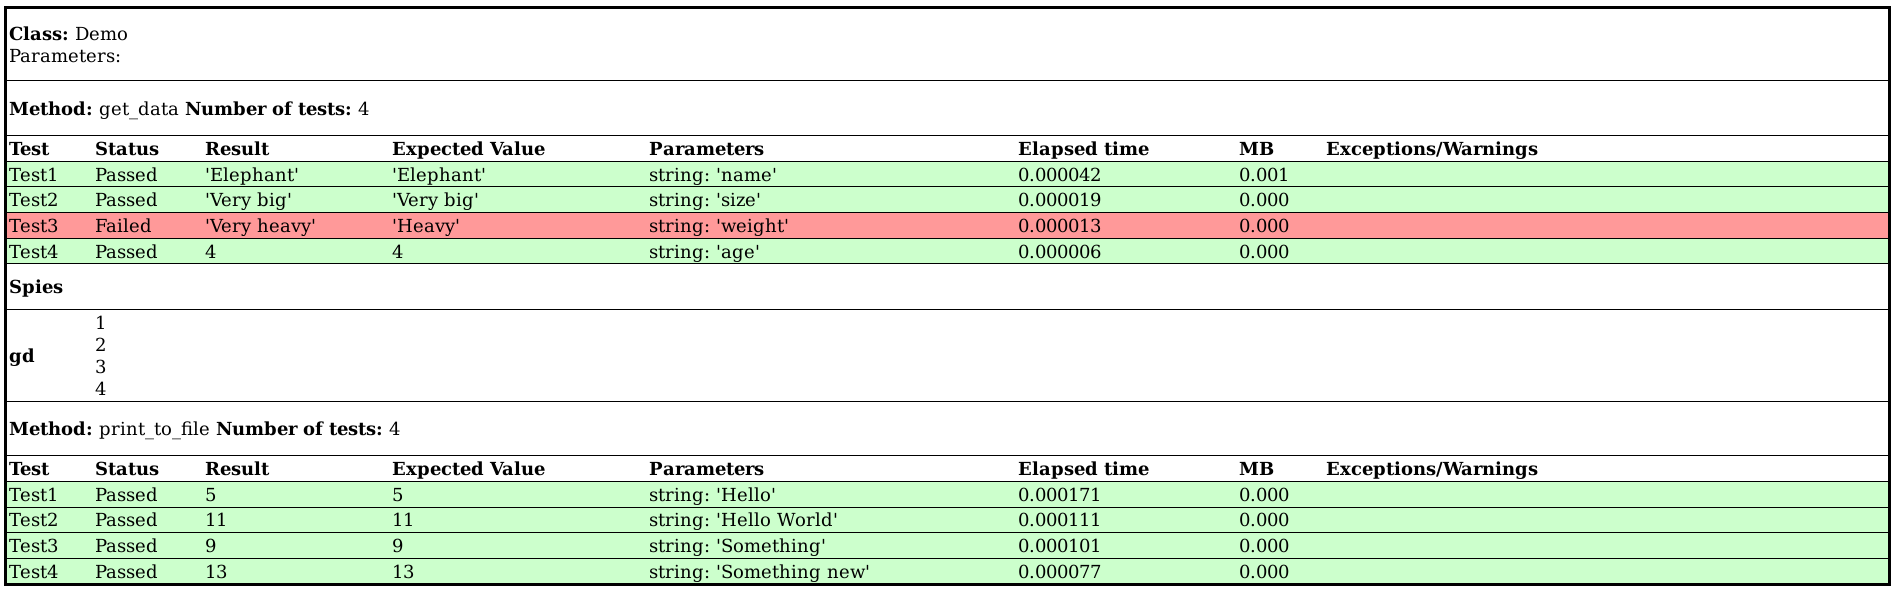 Class: Demo
Parameters:
Method: get_data Number of tests: 4
Test Status Result Expected Value Parameters Elapsed time MB Exceptions/Warnings
Test1 Passed 'Elephant' 'Elephant' string: 'name' 0.000042 0.001
Test2 Passed 'Very big' 'Very big' string: 'size' 0.000019 0.000
Test3 Failed 'Very heavy' 'Heavy' string: 'weight' 0.000013 0.000
Test4 Passed 4 4 string: 'age' 0.000006 0.000
Spies
gd
1
2
3
4
Method: print_to_file Number of tests: 4
Test Status Result Expected Value Parameters Elapsed time MB Exceptions/Warnings
Test1 Passed 5 5 string: 'Hello' 0.000171 0.000
Test2 Passed 11 11 string: 'Hello World' 0.000111 0.000
Test3 Passed 9 9 string: 'Something' 0.000101 0.000
Test4 Passed 13 13 string: 'Something new' 0.000077 0.000